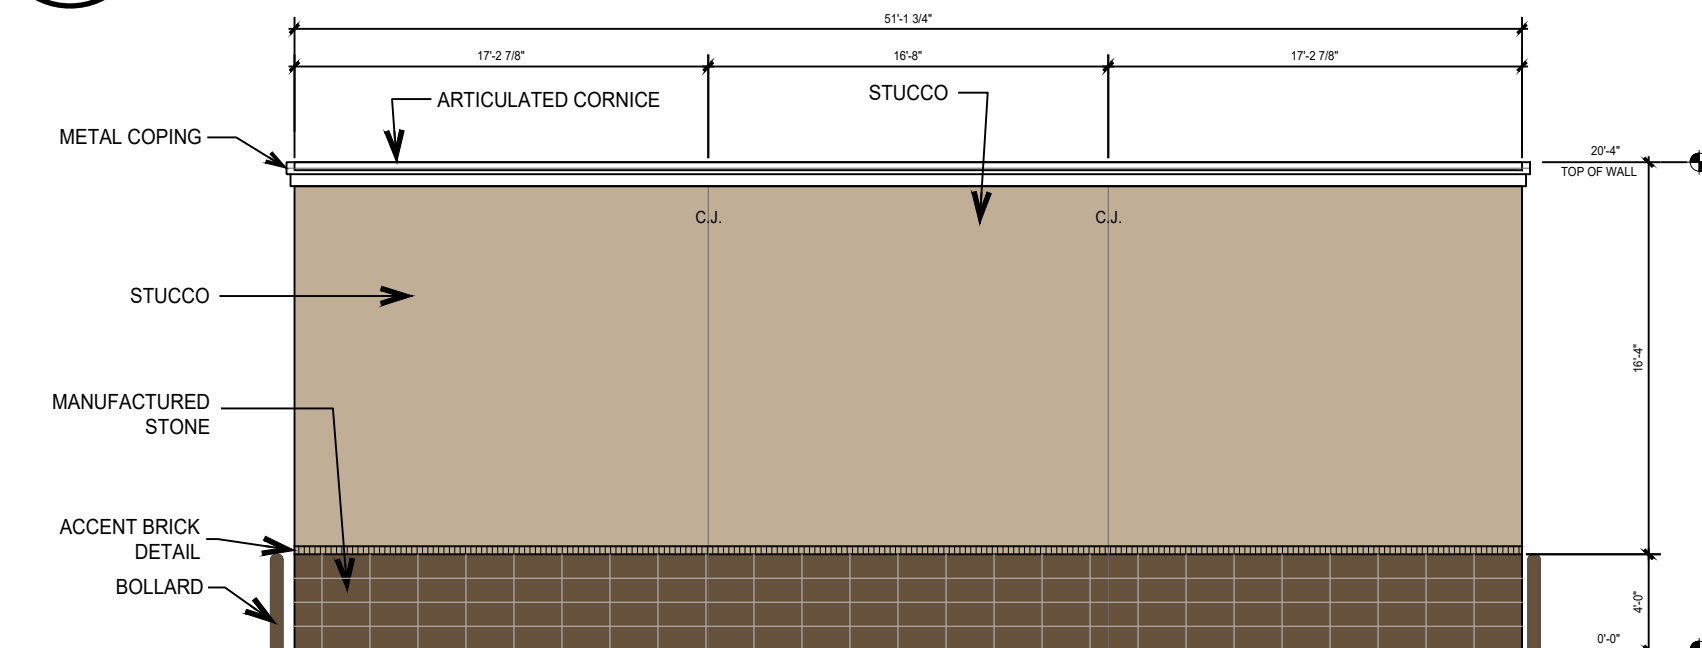 51'-1 3/4"
17'-2 7/8"
16'-8"
17'-2 7/8"
ARTICULATED CORNICE
STUCCO
METAL COPING
20'-4"
TOP OF WALL
C.J.
C.J.
STUCCO
16'-4"
MANUFACTURED
STONE
ACCENT BRICK
DETAIL
BOLLARD
4'-0"
0'-0"